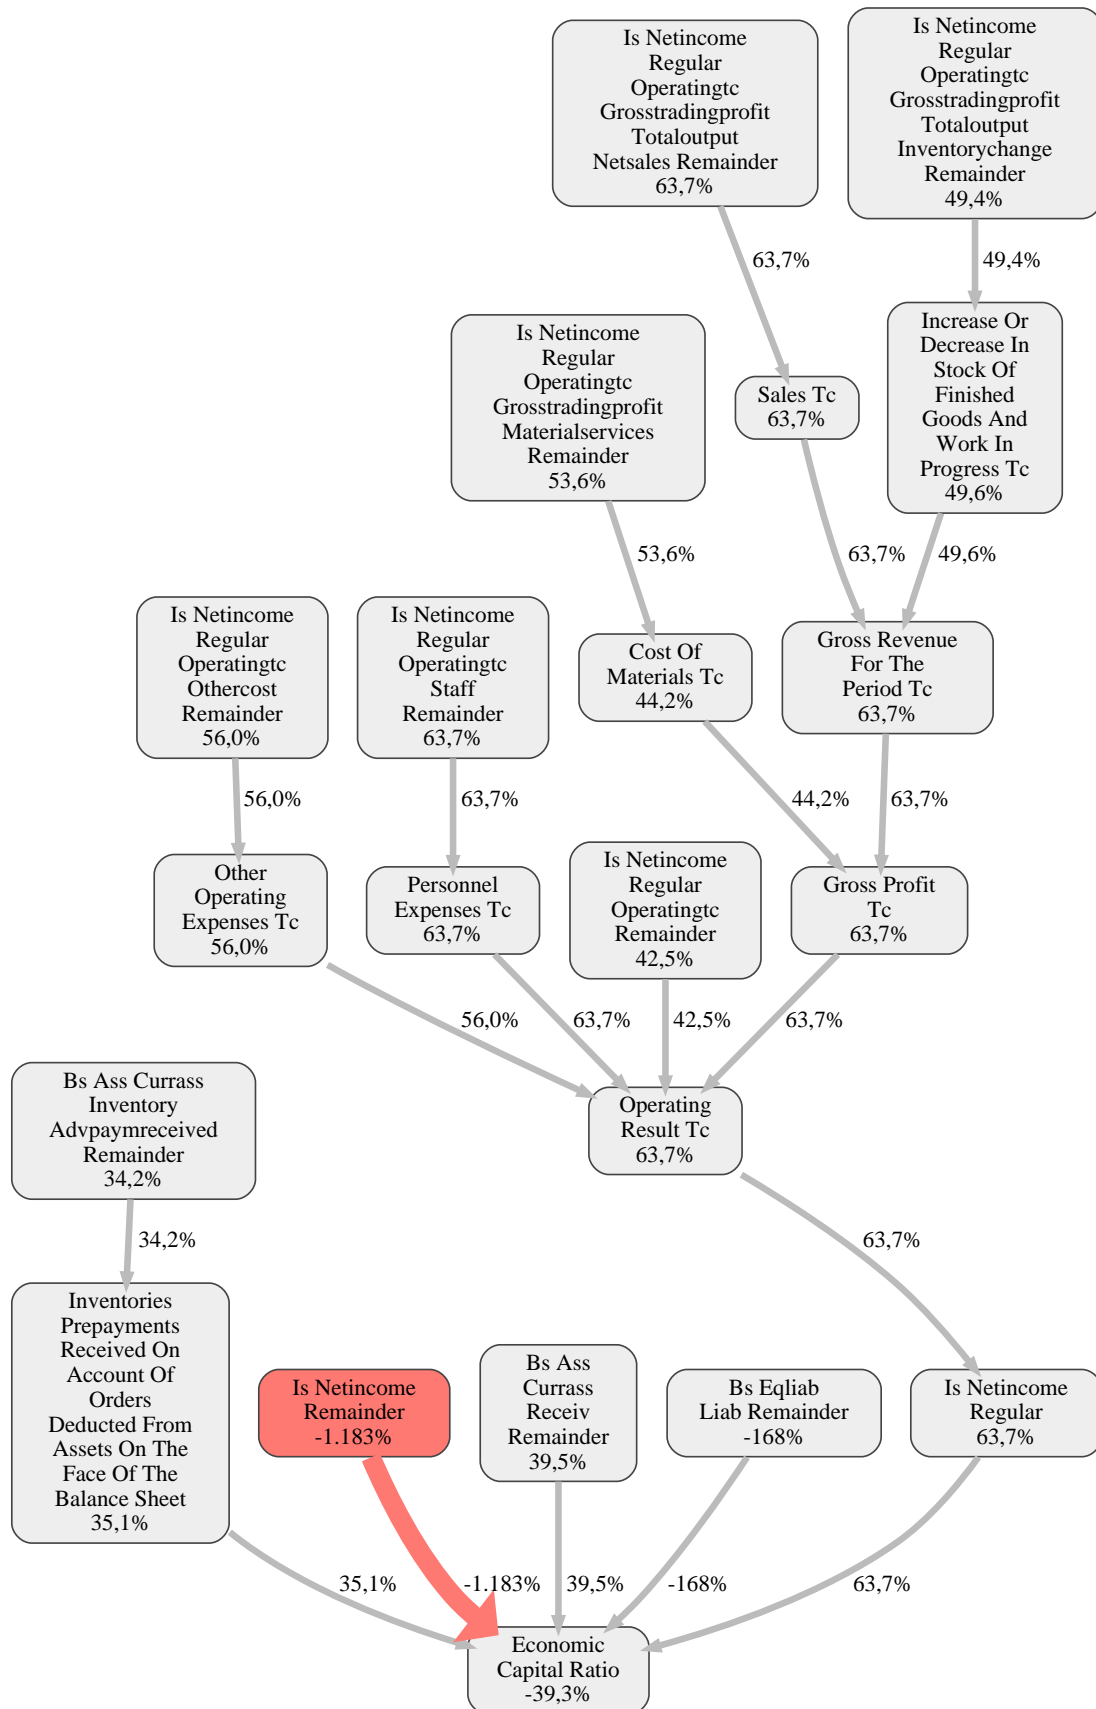 Is Netincome
Regular
Operatingtc
Grosstradingprofit
Totaloutput
Netsales Remainder
63,7%
Is Netincome
Regular
Operatingtc
Grosstradingprofit
Totaloutput
Inventorychange
Remainder
49,4%
63,7%
49,4%
Is Netincome
Regular
Operatingtc
Grosstradingprofit
Materialservices
Remainder
53,6%
Sales Tc
63,7%
Increase Or
Decrease In
Stock Of
Finished
Goods And
Work In
Progress Tc
49,6%
53,6%
63,7%
49,6%
Is Netincome
Regular
Operatingtc
Othercost
Remainder
56,0%
Is Netincome
Regular
Operatingtc
Staff
Remainder
63,7%
Cost Of
Materials Tc
44,2%
Gross Revenue
For The
Period Tc
63,7%
56,0%
63,7%
44,2%
63,7%
Other
Operating
Expenses Tc
56,0%
Personnel
Expenses Tc
63,7%
Is Netincome
Regular
Operatingtc
Remainder
42,5%
Gross Profit
Tc
63,7%
56,0%
63,7%
42,5%
63,7%
Bs Ass Currass
Inventory
Advpaymreceived
Remainder
34,2%
Operating
Result Tc
63,7%
34,2%
63,7%
Inventories
Prepayments
Received On
Account Of
Orders
Deducted From
Assets On The
Face Of The
Balance Sheet
35,1%
Is Netincome
Remainder
-1.183%
Bs Ass
Currass
Receiv
Remainder
39,5%
Bs Eqliab
Liab Remainder
-168%
Is Netincome
Regular
63,7%
35,1%
-1.183%
39,5%
-168%
63,7%
Economic
Capital Ratio
-39,3%